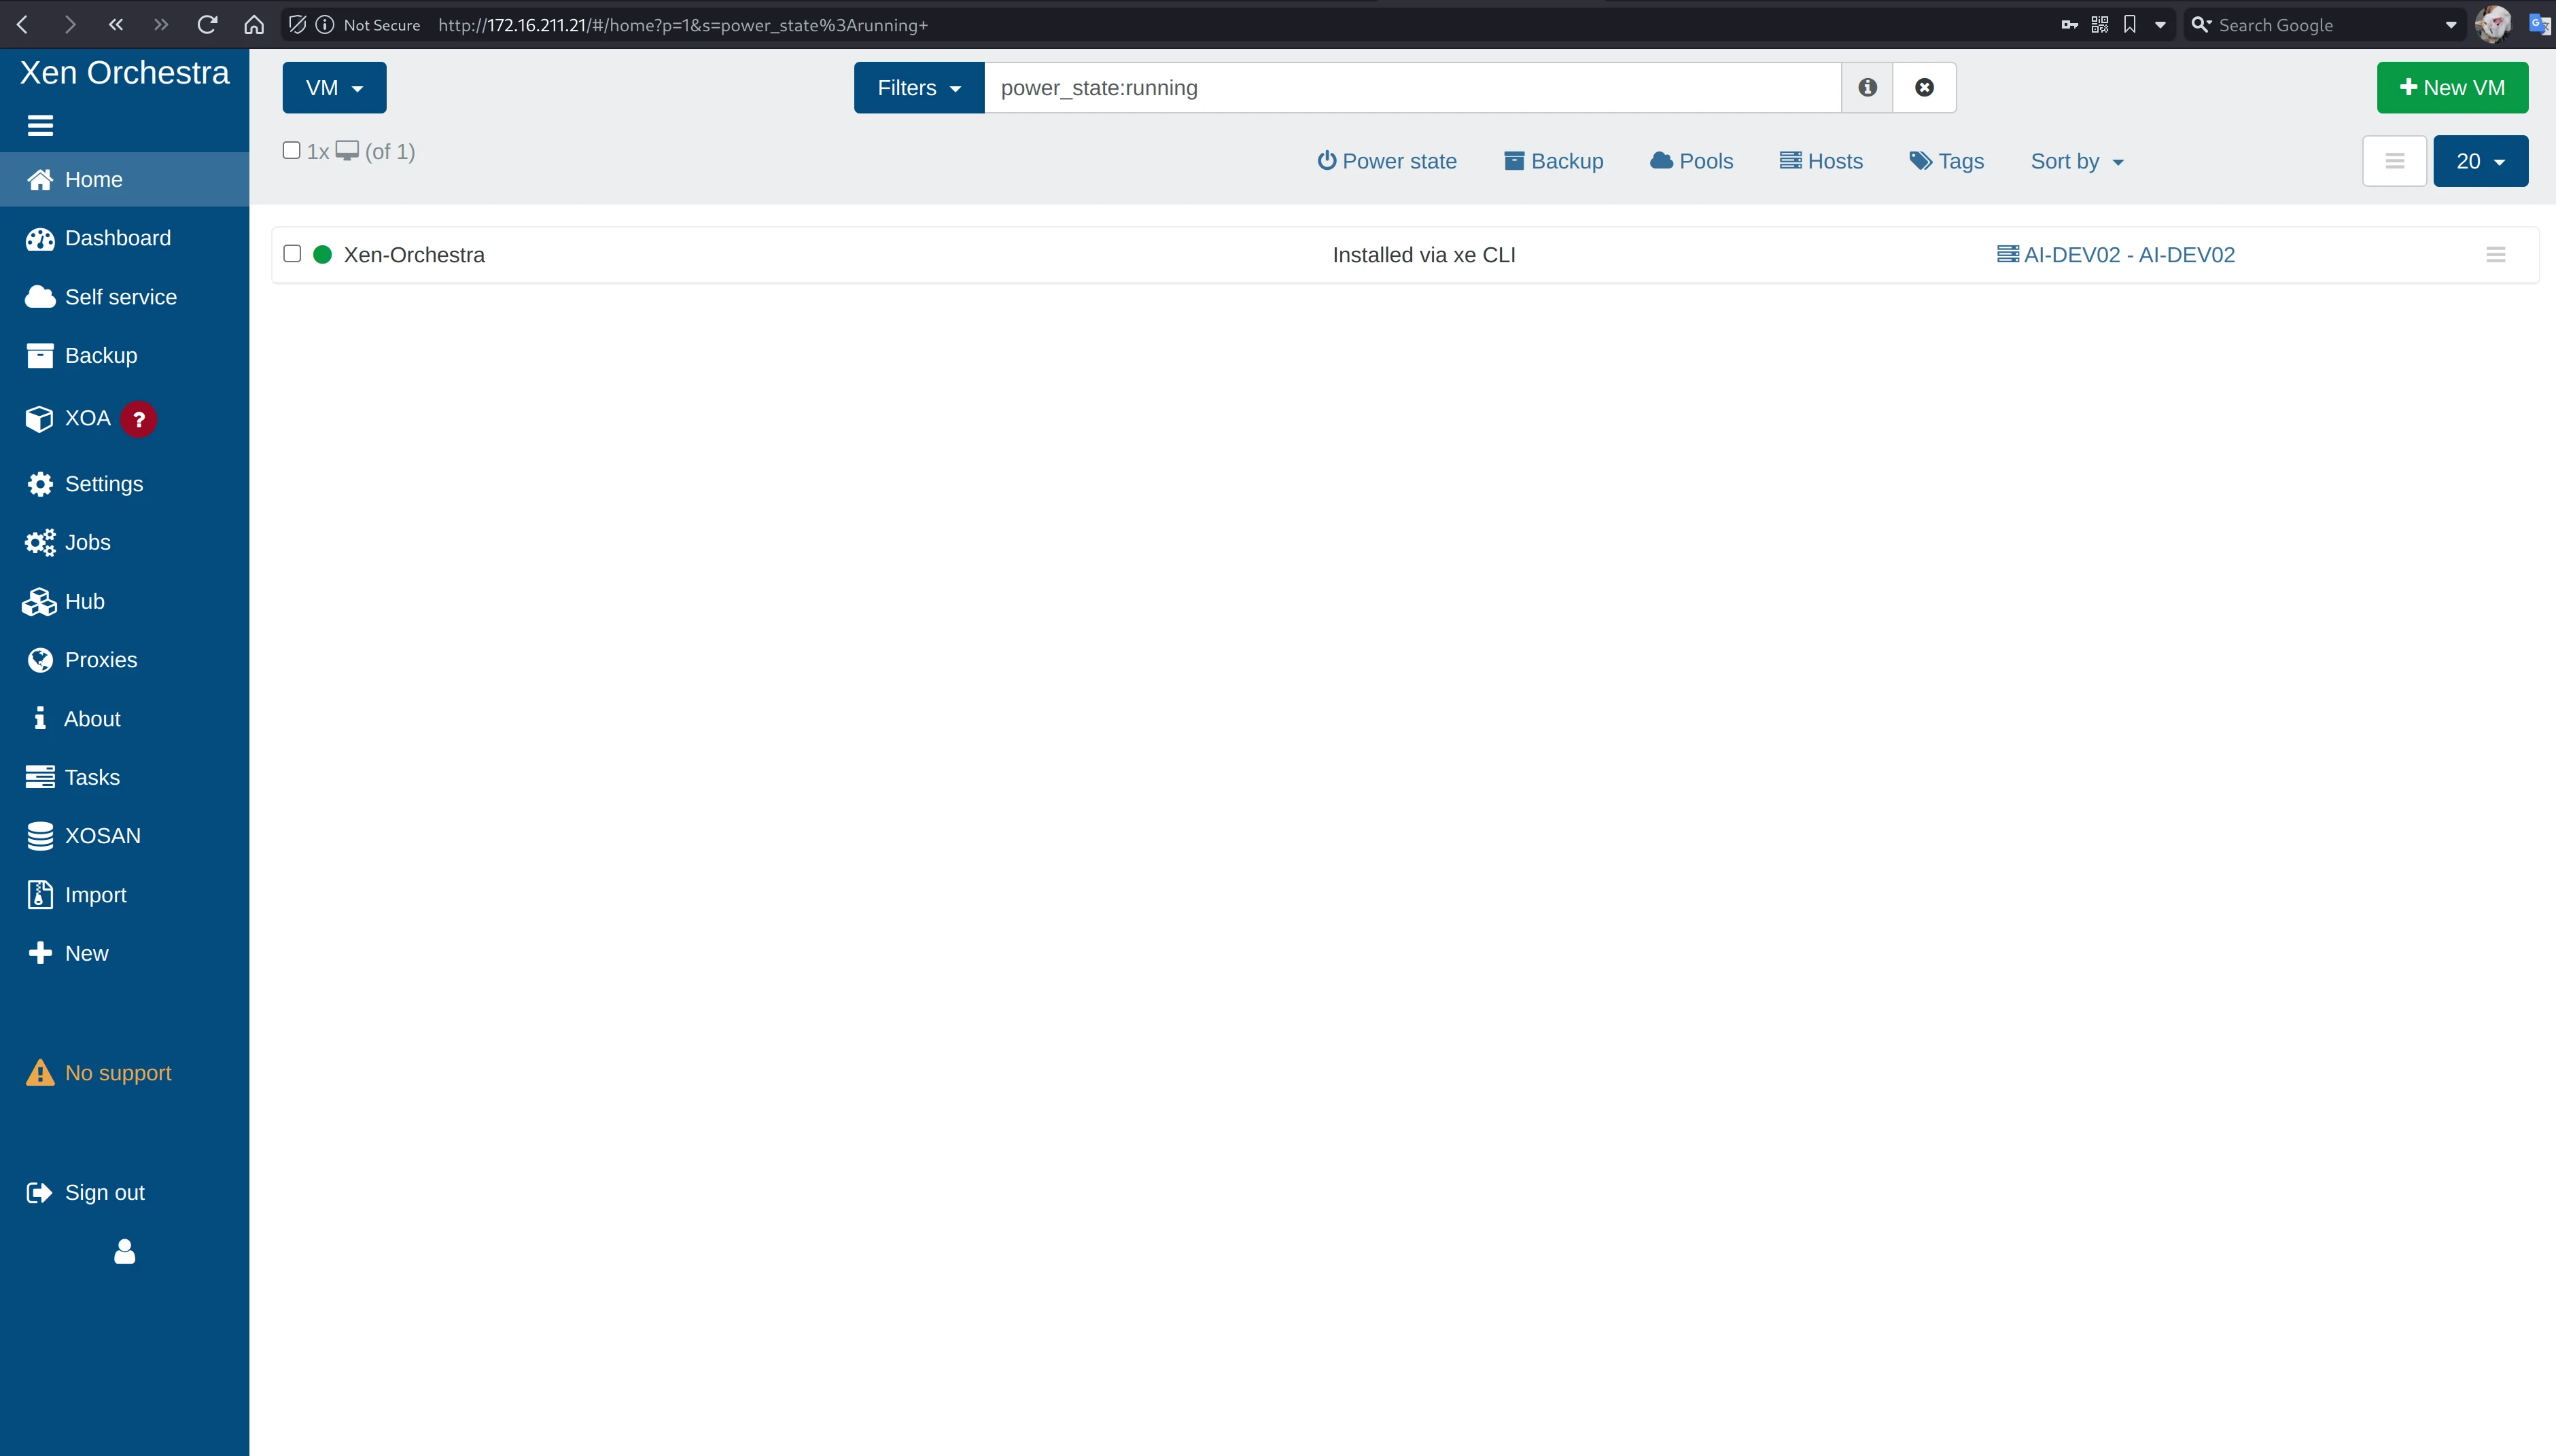 Not Secure http://172.16.211.21/#/home?p=1&s=power_state%3Arunning+ Search Google
Xen Orchestra
VM
Filters power_state:running
New VM
1x (of 1)
Power state Backup Pools Hosts Tags Sort by 20
Xen-Orchestra Installed via xe CLI AI-DEV02 - AI-DEV02
Home
Dashboard
Self service
Backup
XOA ?
Settings
Jobs
Hub
Proxies
About
Tasks
XOSAN
Import
New
No support
Sign out